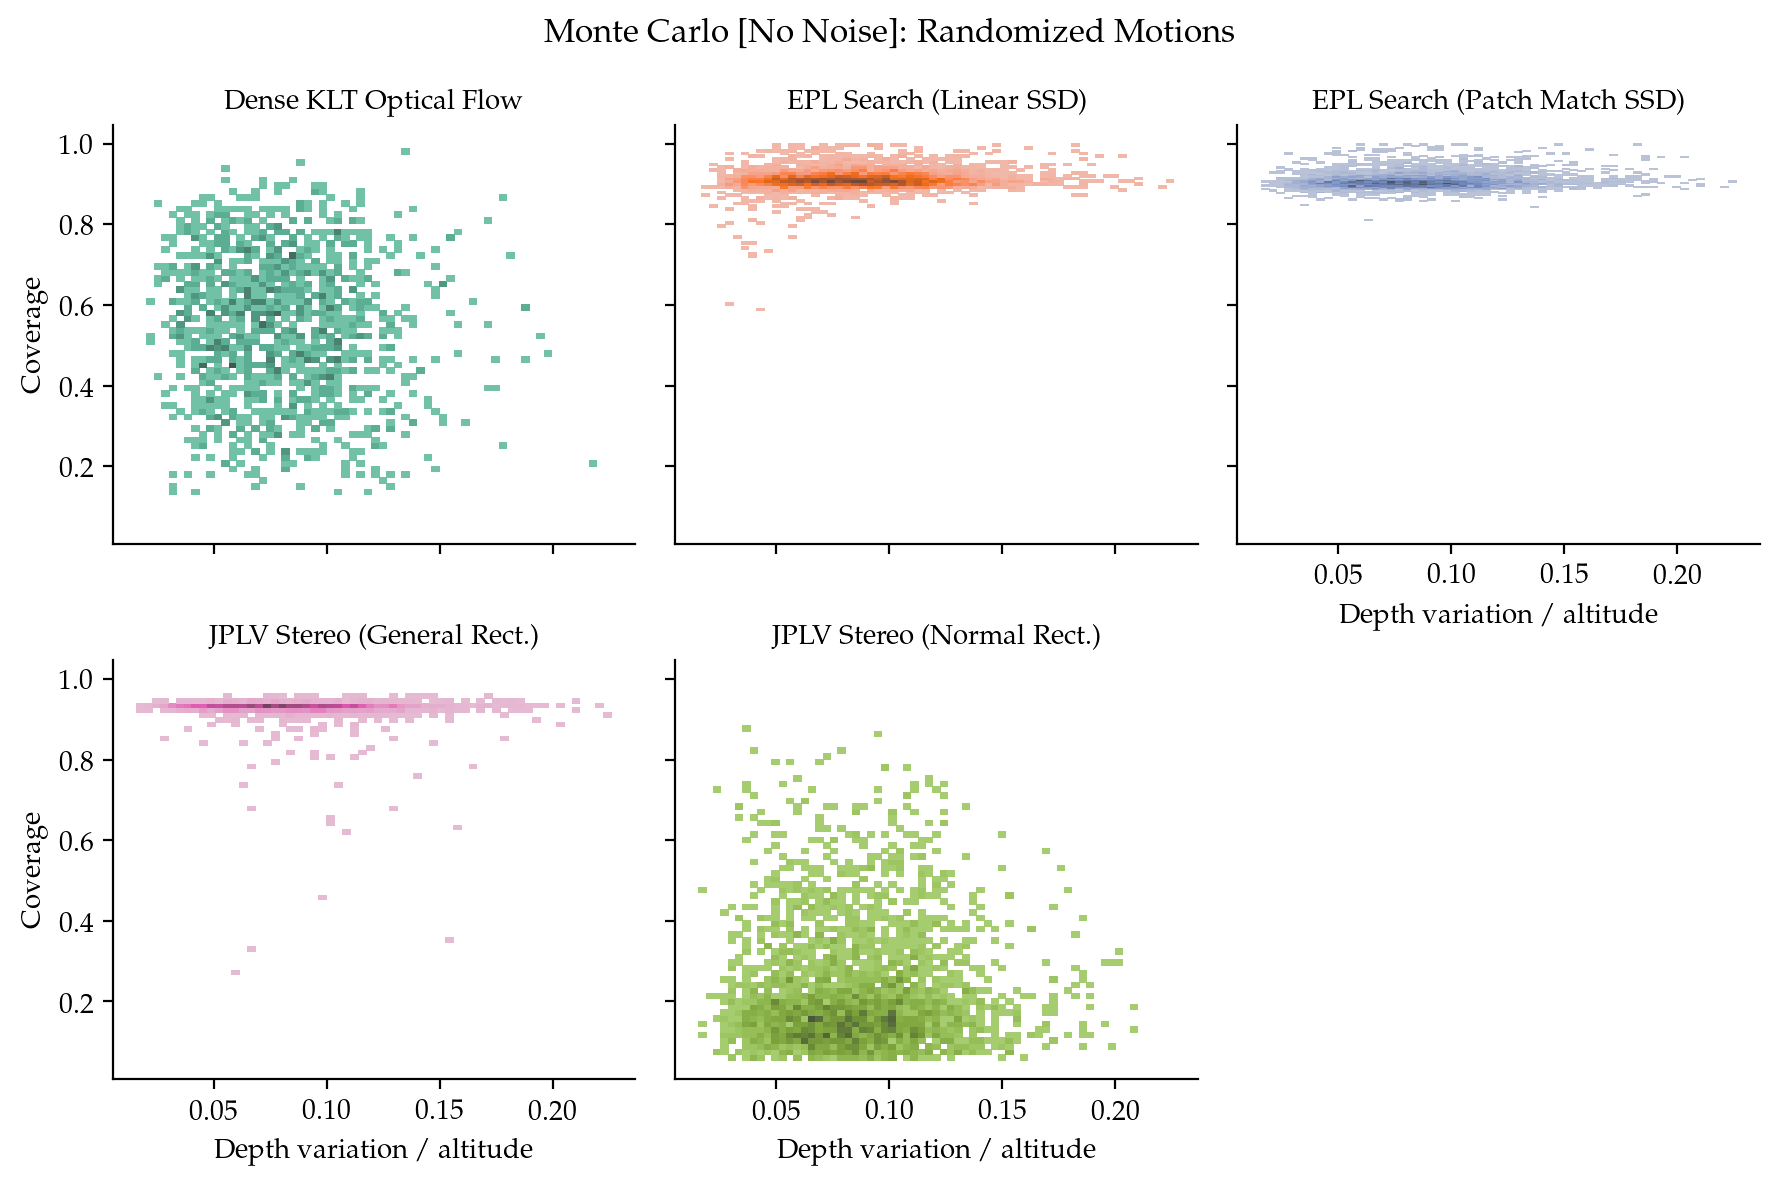 Monte Carlo [No Noise]: Randomized Motions
Dense KLT Optical Flow
EPL Search (Linear SSD)
EPL Search (Patch Match SSD)
1.0
0.8
0.6
0.4
0.2
Coverage
0.05 0.10 0.15 0.20
Depth variation / altitude
JPLV Stereo (General Rect.)
JPLV Stereo (Normal Rect.)
1.0
0.8
0.6
0.4
0.2
Coverage
0.05 0.10 0.15 0.20
Depth variation / altitude
0.05 0.10 0.15 0.20
Depth variation / altitude